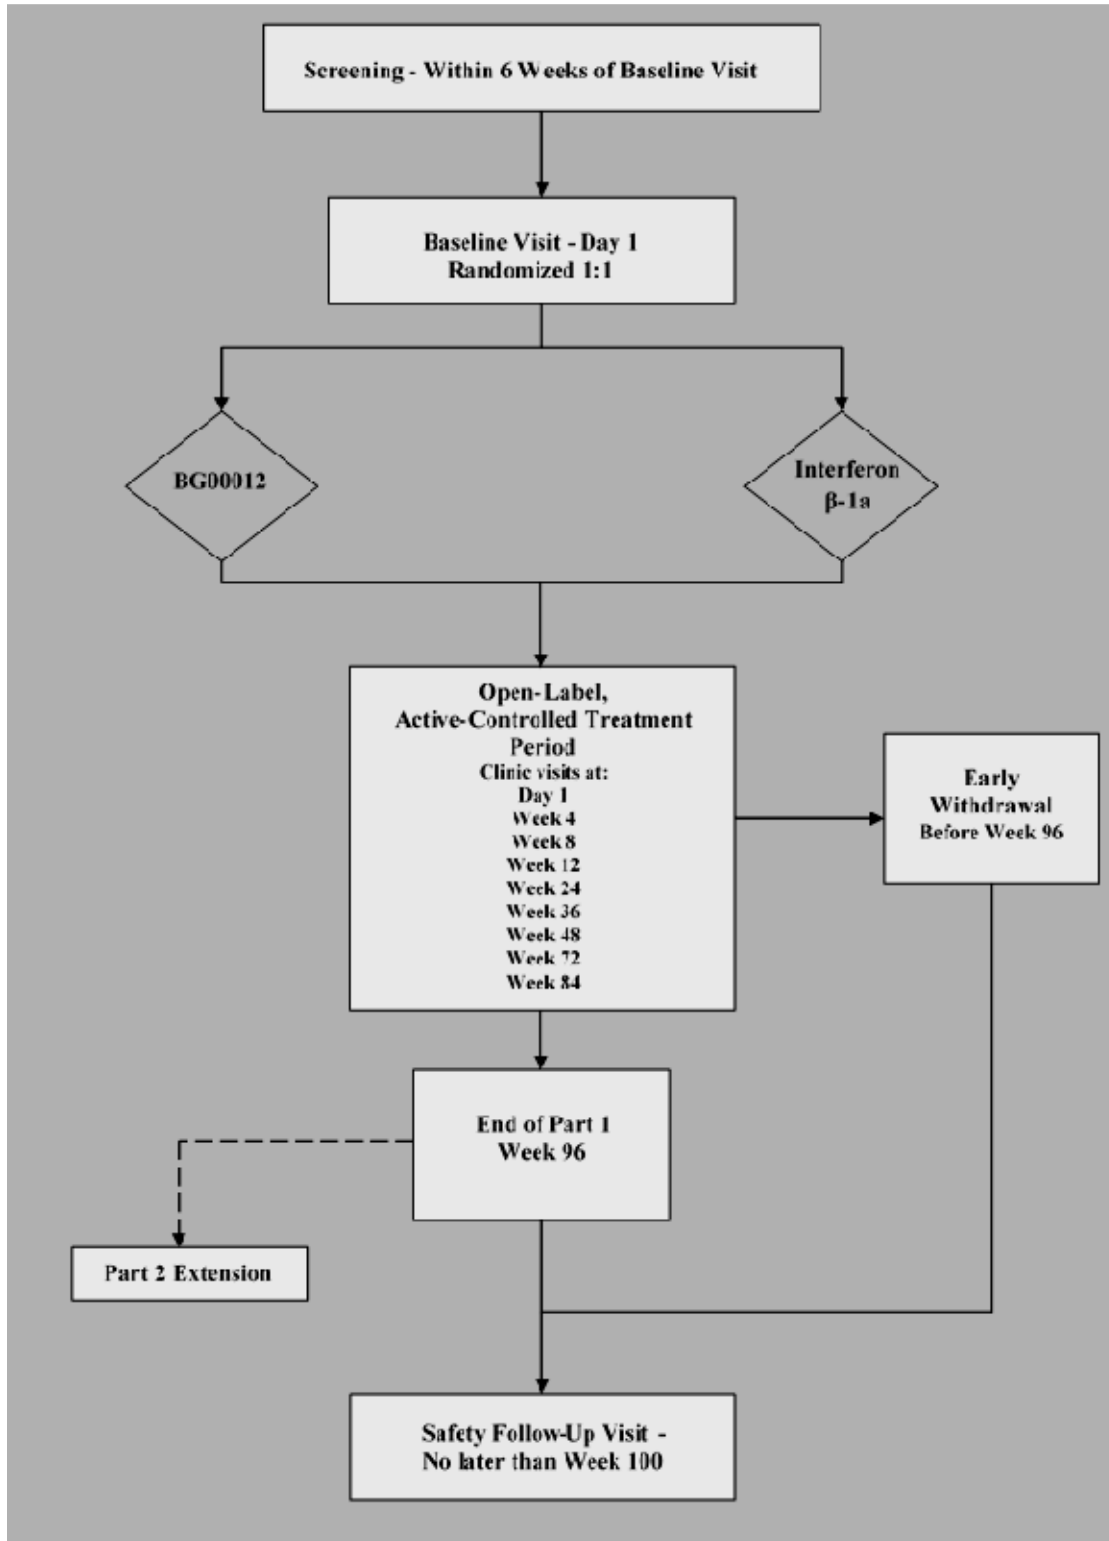 Screening - Within 6 Weeks of Baseline Visit
Baseline Visit - Day 1
Randomized 1:1
BG00012
Interferon
β-1a
Open-Label,
Active-Controlled Treatment
Period
Clinic visits at:
Day 1
Week 4
Week 8
Week 12
Week 24
Week 36
Week 48
Week 72
Week 84
Early
Withdrawal
Before Week 96
End of Part 1
Week 96
Part 2 Extension
Safety Follow-Up Visit -
No later than Week 100